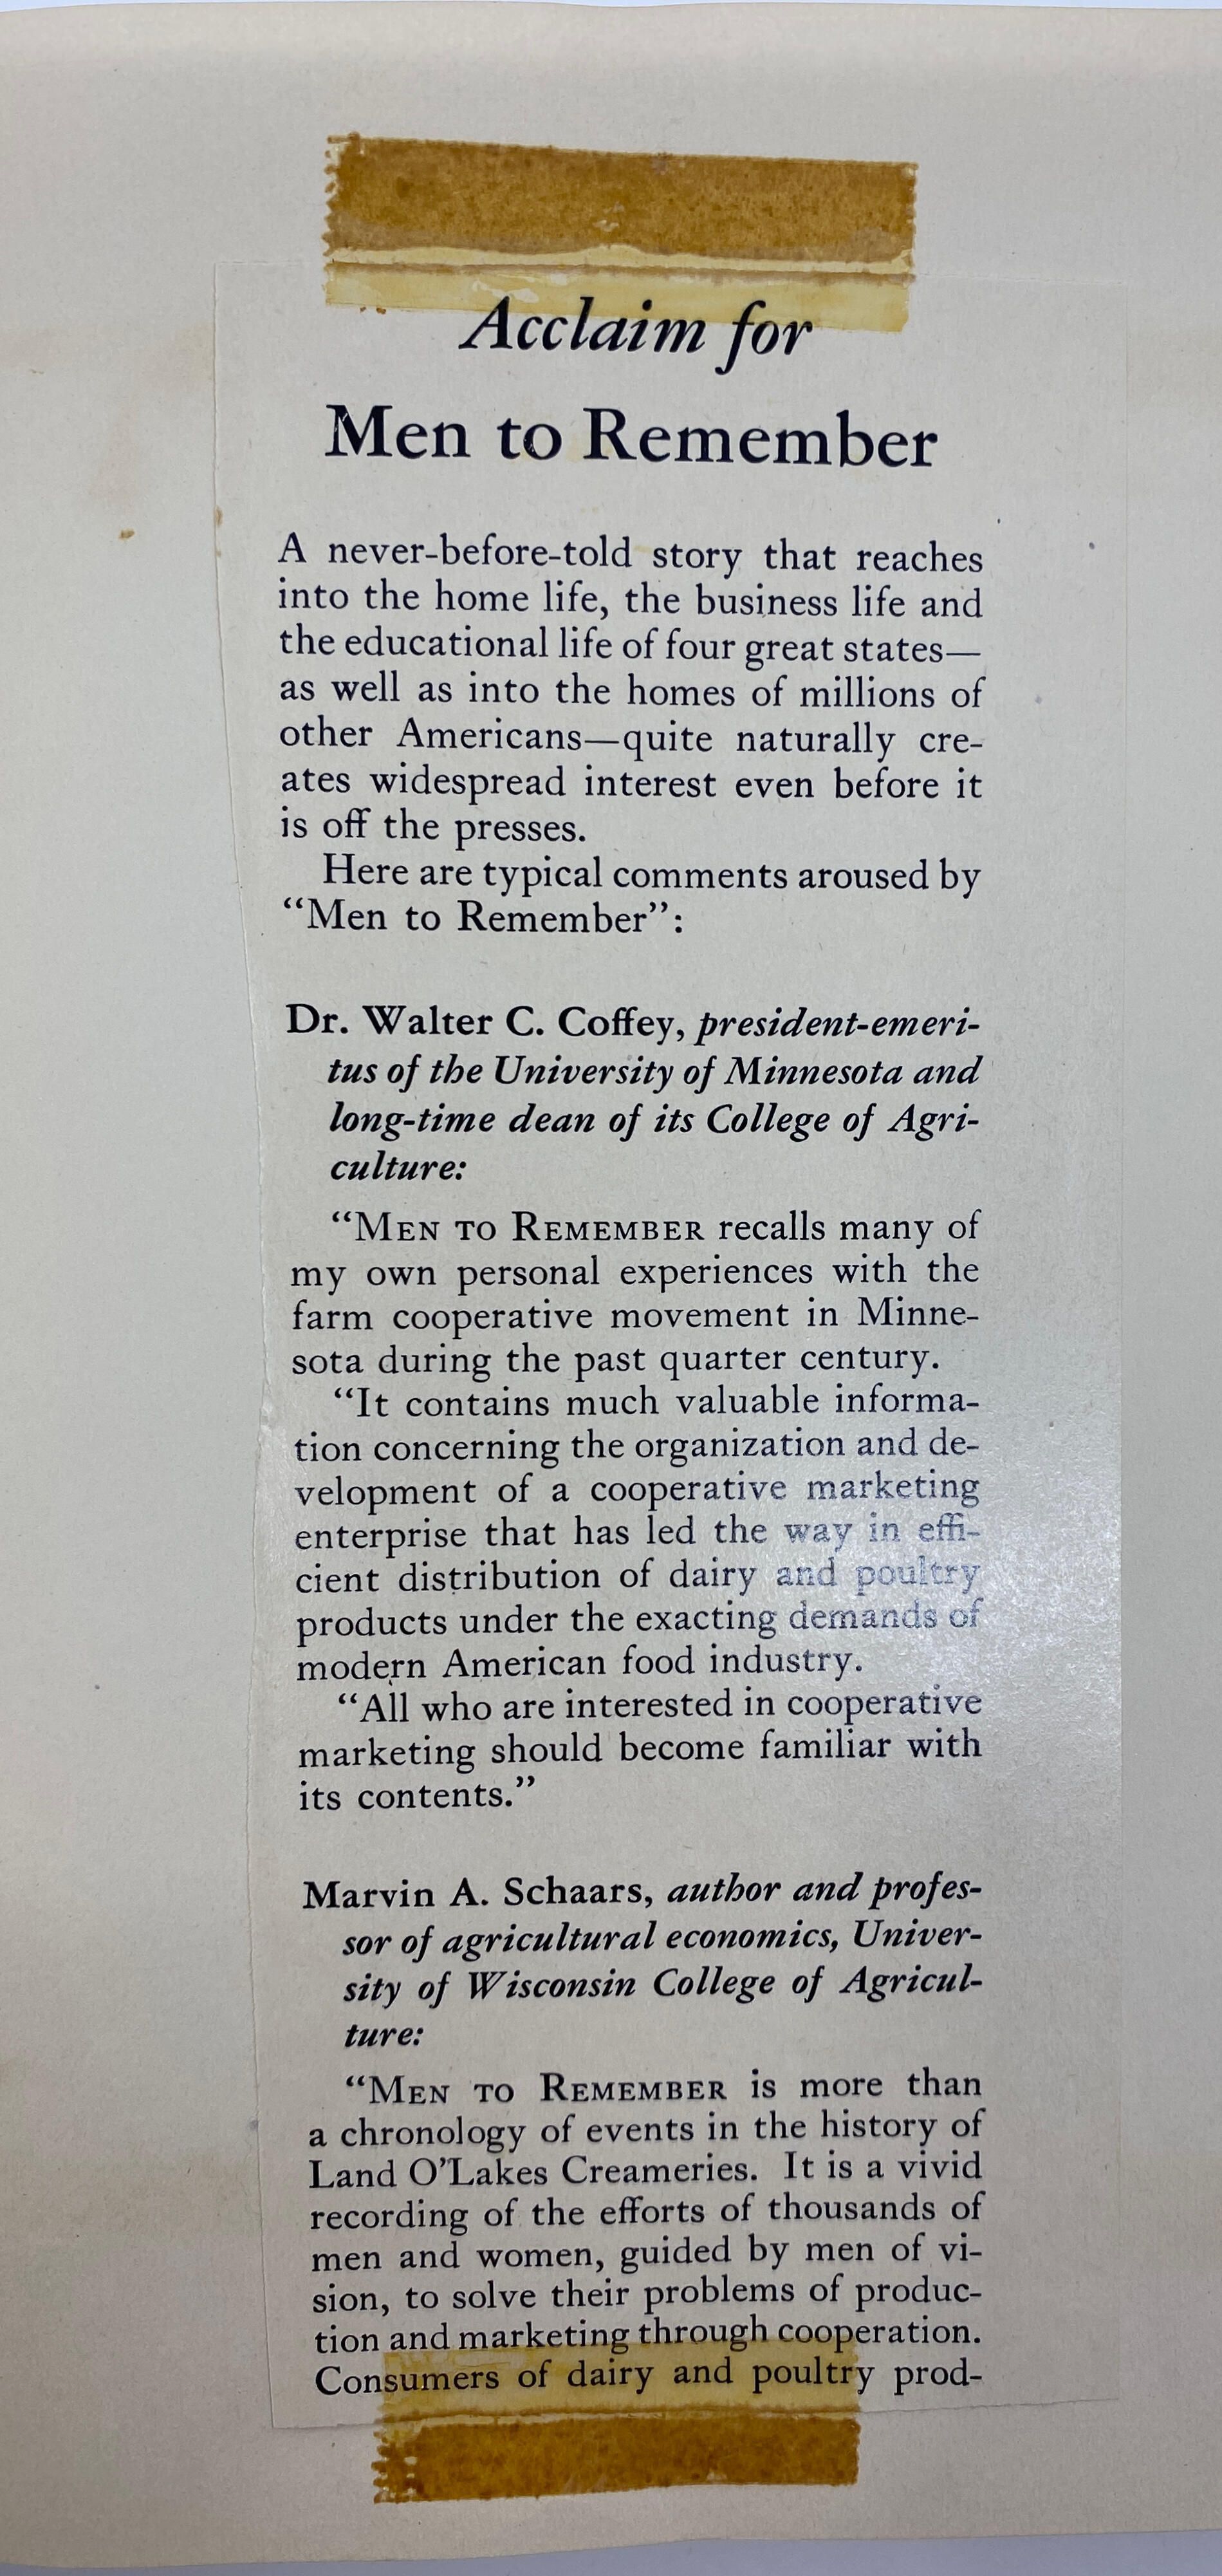 Acclaim for
Men to Remember
A never-before-told story that reaches
into the home life, the business life and
the educational life of four great states—
as well as into the homes of millions of
other Americans—quite naturally cre-
ates widespread interest even before it
is off the presses.
Here are typical comments aroused by
“Men to Remember”:
Dr. Walter C. Coffey, president-emeri-
tus of the University of Minnesota and
long-time dean of its College of Agri-
culture:
“MEN TO REMEMBER recalls many of
my own personal experiences with the
farm cooperative movement in Minne-
sota during the past quarter century.
“It contains much valuable informa-
tion concerning the organization and de-
velopment of a cooperative marketing
enterprise that has led the way in effi-
cient distribution of dairy and poultry
products under the exacting demands of
modern American food industry.
“All who are interested in cooperative
marketing should become familiar with
its contents.”
Marvin A. Schaars, author and profes-
sor of agricultural economics, Univer-
sity of Wisconsin College of Agricul-
ture:
“MEN TO REMEMBER is more than
a chronology of events in the history of
Land O’Lakes Creameries. It is a vivid
recording of the efforts of thousands of
men and women, guided by men of vi-
sion, to solve their problems of produc-
tion and marketing through cooperation.
Consumers of dairy and poultry prod-